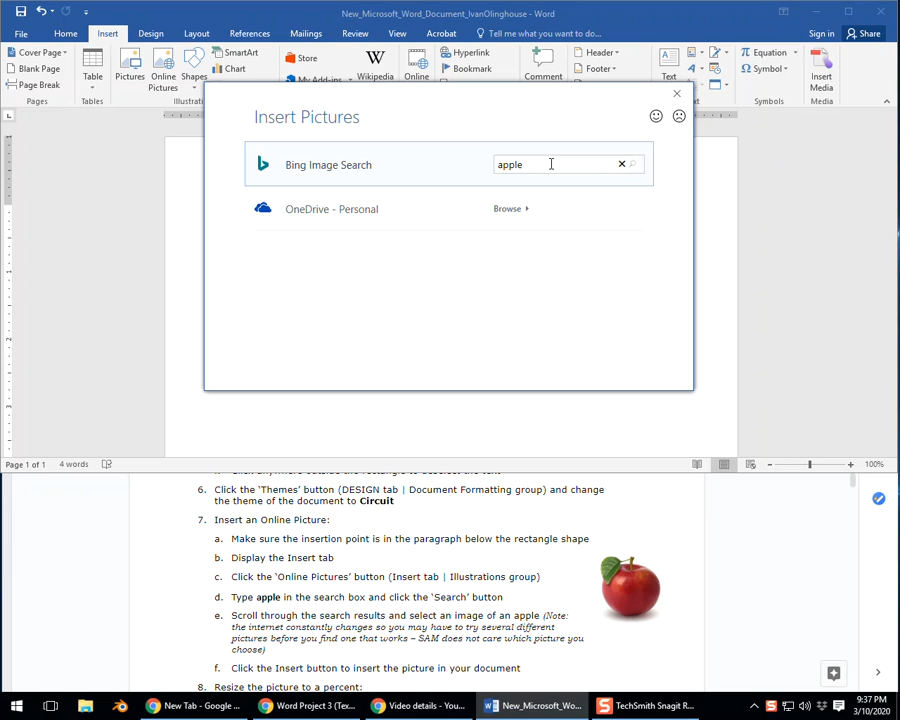 New_Microsoft_Word_Document_IvanOlinghouse - Word
File Home Insert Design Layout References Mailings Review View Acrobat Tell me what you want to do... Sign in Share
Cover Page
Blank Page
Page Break
Pages
Table
Tables
Pictures
Online Pictures
Shapes
SmartArt
Chart
Illustrati
Store
My Add-ins
Wikipedia
Online
Hyperlink
Bookmark
Comment
Header
Footer
Text
Equation
Symbol
Symbols
Insert Media
Media
Insert Pictures
Bing Image Search apple
OneDrive - Personal Browse
Page 1 of 1 4 words 100%
6. Click the 'Themes' button (DESIGN tab | Document Formatting group) and change
the theme of the document to Circuit
7. Insert an Online Picture:
a. Make sure the insertion point is in the paragraph below the rectangle shape
b. Display the Insert tab
c. Click the 'Online Pictures' button (Insert tab | Illustrations group)
d. Type apple in the search box and click the 'Search' button
e. Scroll through the search results and select an image of an apple (Note:
the internet constantly changes so you may have to try several different
pictures before you find one that works – SAM does not care which picture you
choose)
f. Click the Insert button to insert the picture in your document
8. Resize the picture to a percent:
New Tab - Google ... Word Project 3 (Tex... Video details - You... New_Microsoft_Wo... TechSmith Snagit R...
9:37 PM
3/10/2020